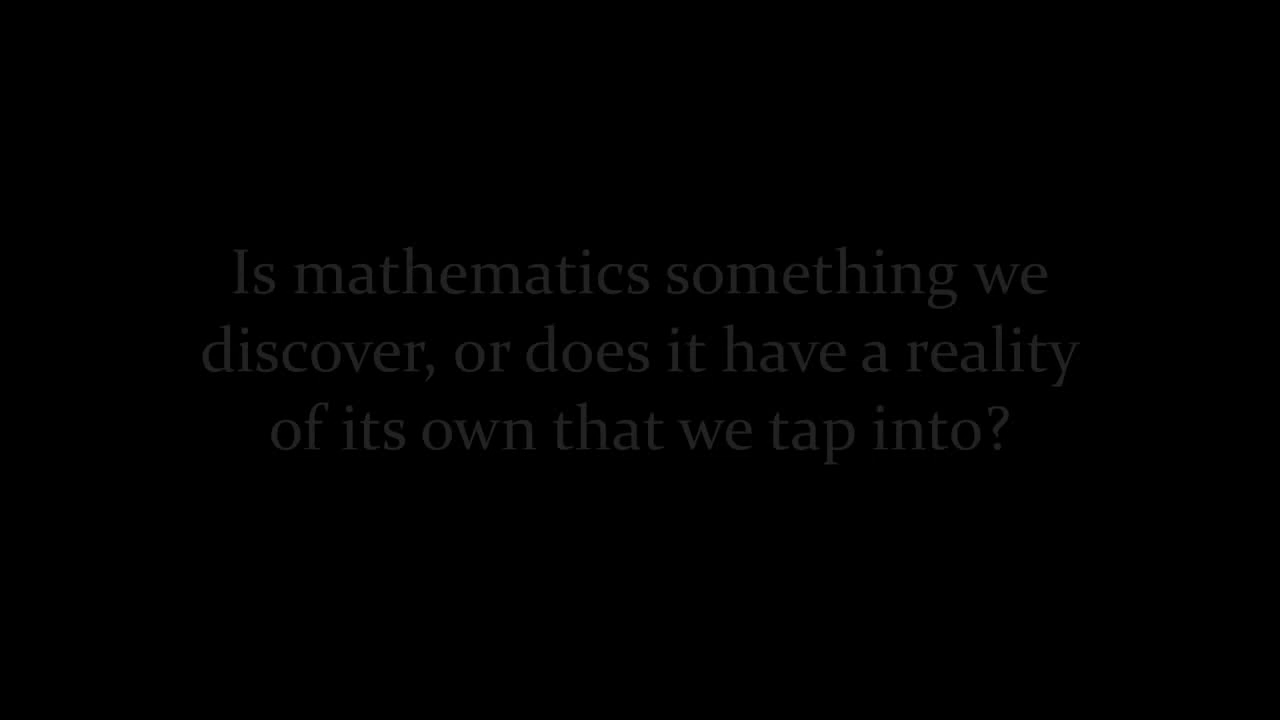 Is mathematics something we
discover, or does it have a reality
of its own that we tap into?